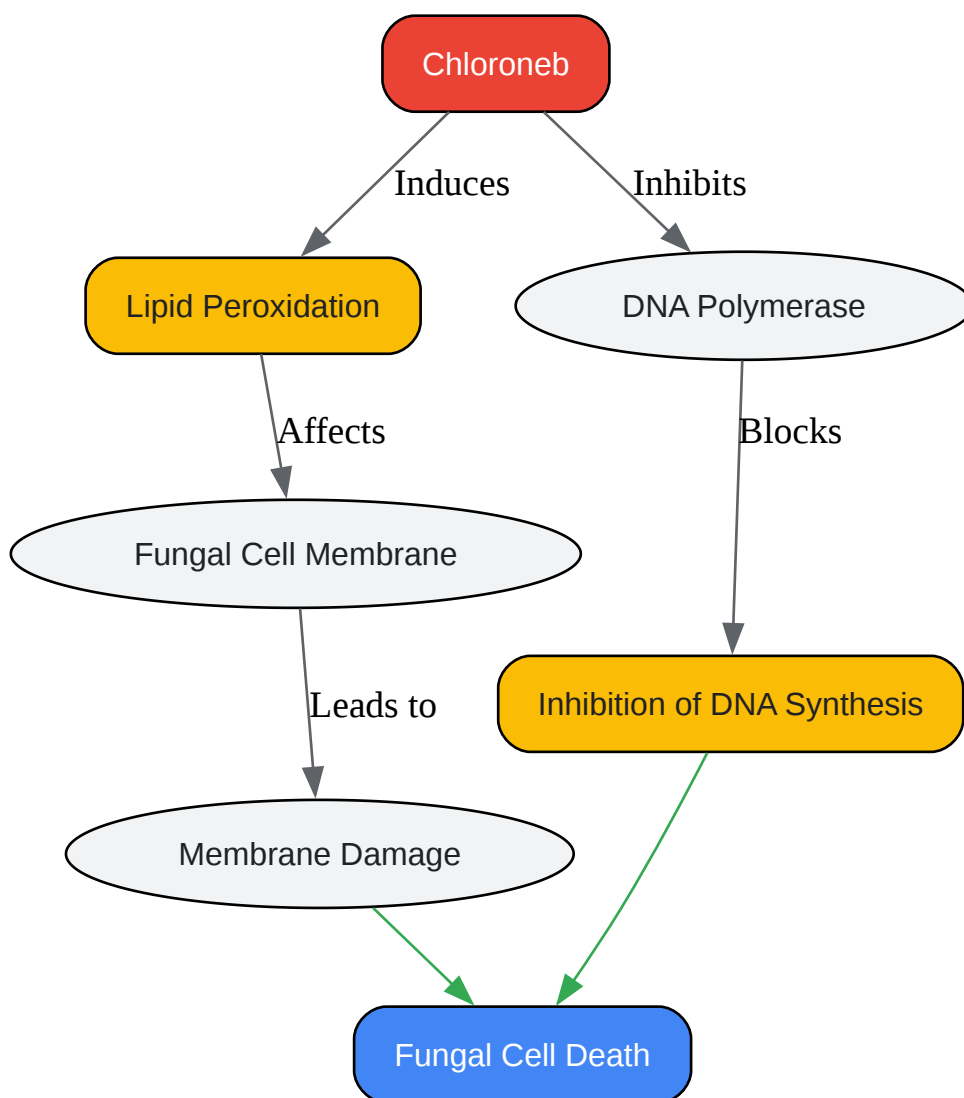 Chloroneb
Induces
Inhibits
Lipid Peroxidation
DNA Polymerase
Affects
Blocks
Fungal Cell Membrane
Leads to
Inhibition of DNA Synthesis
Membrane Damage
Fungal Cell Death